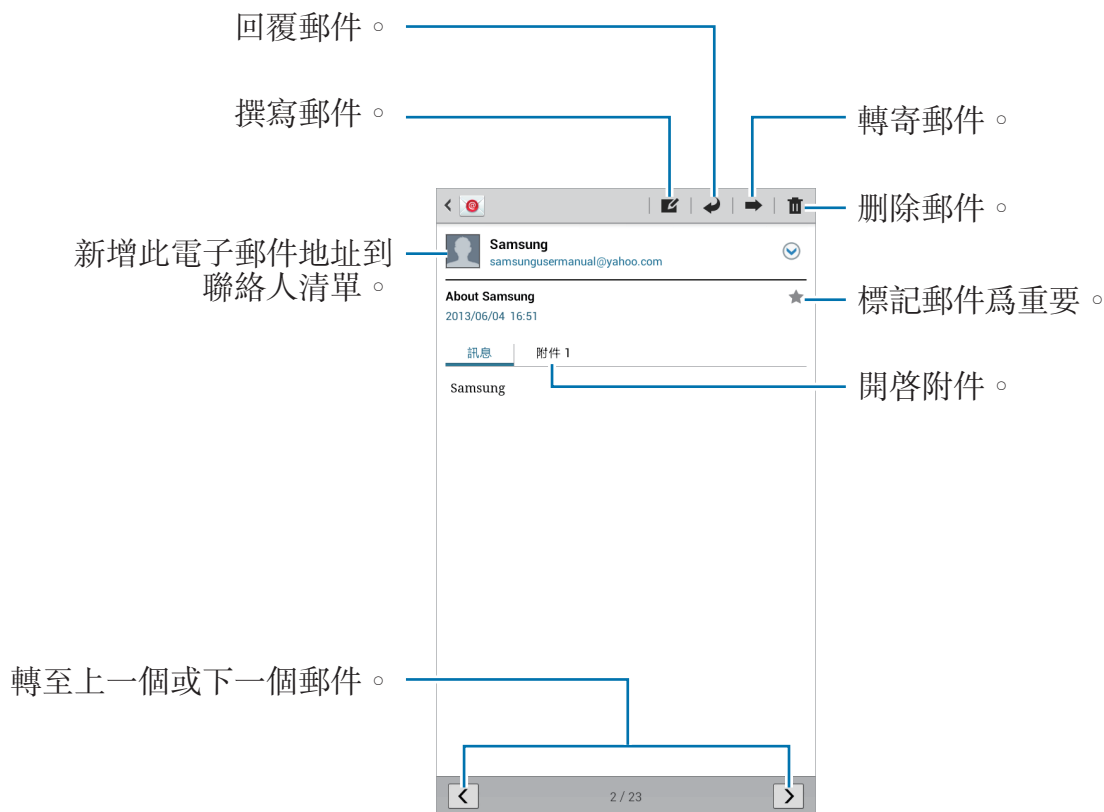 回覆郵件。
撰寫郵件。
轉寄郵件。
刪除郵件。
Samsung
samsungusermanual@yahoo.com
新增此電子郵件地址到
聯絡人清單。
About Samsung
2013/06/04 16:51
標記郵件爲重要。
訊息 附件 1
開啓附件。
Samsung
轉至上一個或下一個郵件。
2 / 23